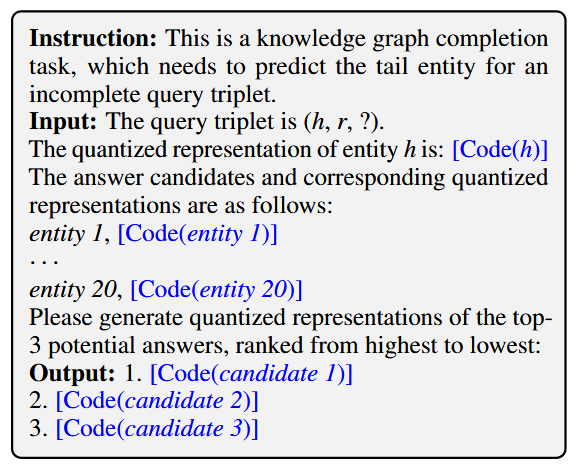 Instruction: This is a knowledge graph completion
task, which needs to predict the tail entity for an
incomplete query triplet.
Input: The query triplet is (h, r, ?).
The quantized representation of entity h is: [Code(h)]
The answer candidates and corresponding quantized
representations are as follows:
entity 1, [Code(entity 1)]
· · ·
entity 20, [Code(entity 20)]
Please generate quantized representations of the top-
3 potential answers, ranked from highest to lowest:
Output: 1. [Code(candidate 1)]
2. [Code(candidate 2)]
3. [Code(candidate 3)]